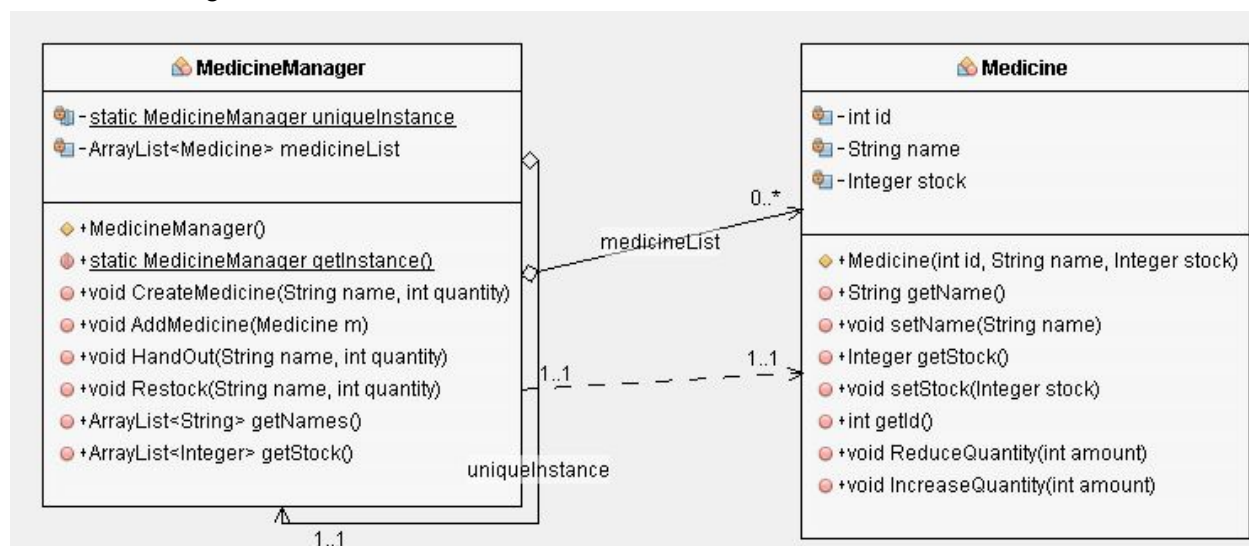 MedicineManager
- static MedicineManager uniqueInstance
- ArrayList<Medicine> medicineList
+MedicineManager()
+static MedicineManager getInstance()
+void CreateMedicine(String name, int quantity)
+void AddMedicine(Medicine m)
+void HandOut(String name, int quantity)
+void Restock(String name, int quantity)
+ArrayList<String> getNames()
+ArrayList<Integer> getStock()
medicineList
0..*
1..1
1..1
uniqueInstance
1..1
Medicine
- int id
- String name
- Integer stock
+Medicine(int id, String name, Integer stock)
+String getName()
+void setName(String name)
+Integer getStock()
+void setStock(Integer stock)
+int getId()
+void ReduceQuantity(int amount)
+void IncreaseQuantity(int amount)